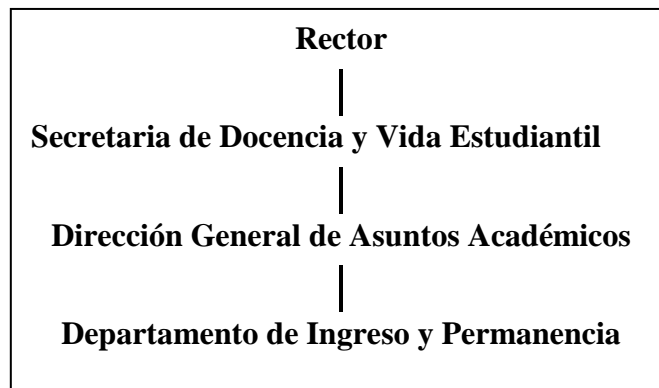 Rector
Secretaria de Docencia y Vida Estudiantil
Dirección General de Asuntos Académicos
Departamento de Ingreso y Permanencia